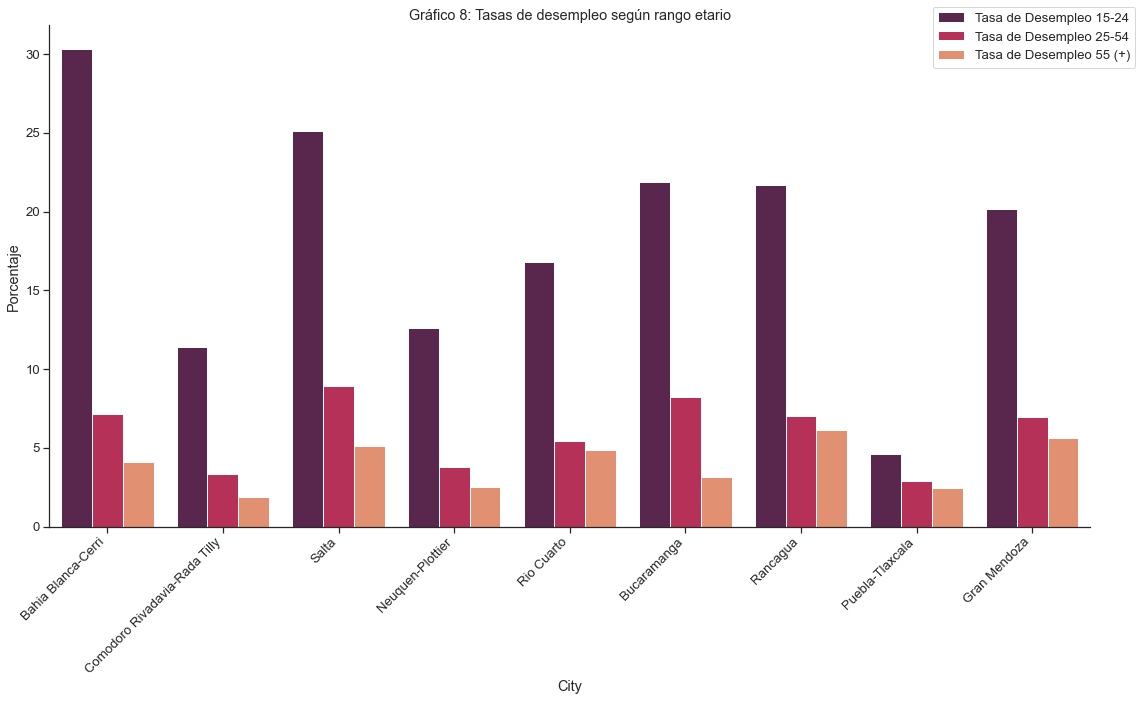 Gráfico 8: Tasas de desempleo según rango etario
Tasa de Desempleo 15-24
Tasa de Desempleo 25-54
Tasa de Desempleo 55 (+)
Porcentaje
30
25
20
15
10
5
0
Bahia Blanca-Cerri
Comodoro Rivadavia-Rada Tilly
Salta
Neuquen-Plottier
Rio Cuarto
Bucaramanga
Rancagua
Puebla-Tlaxcala
Gran Mendoza
City